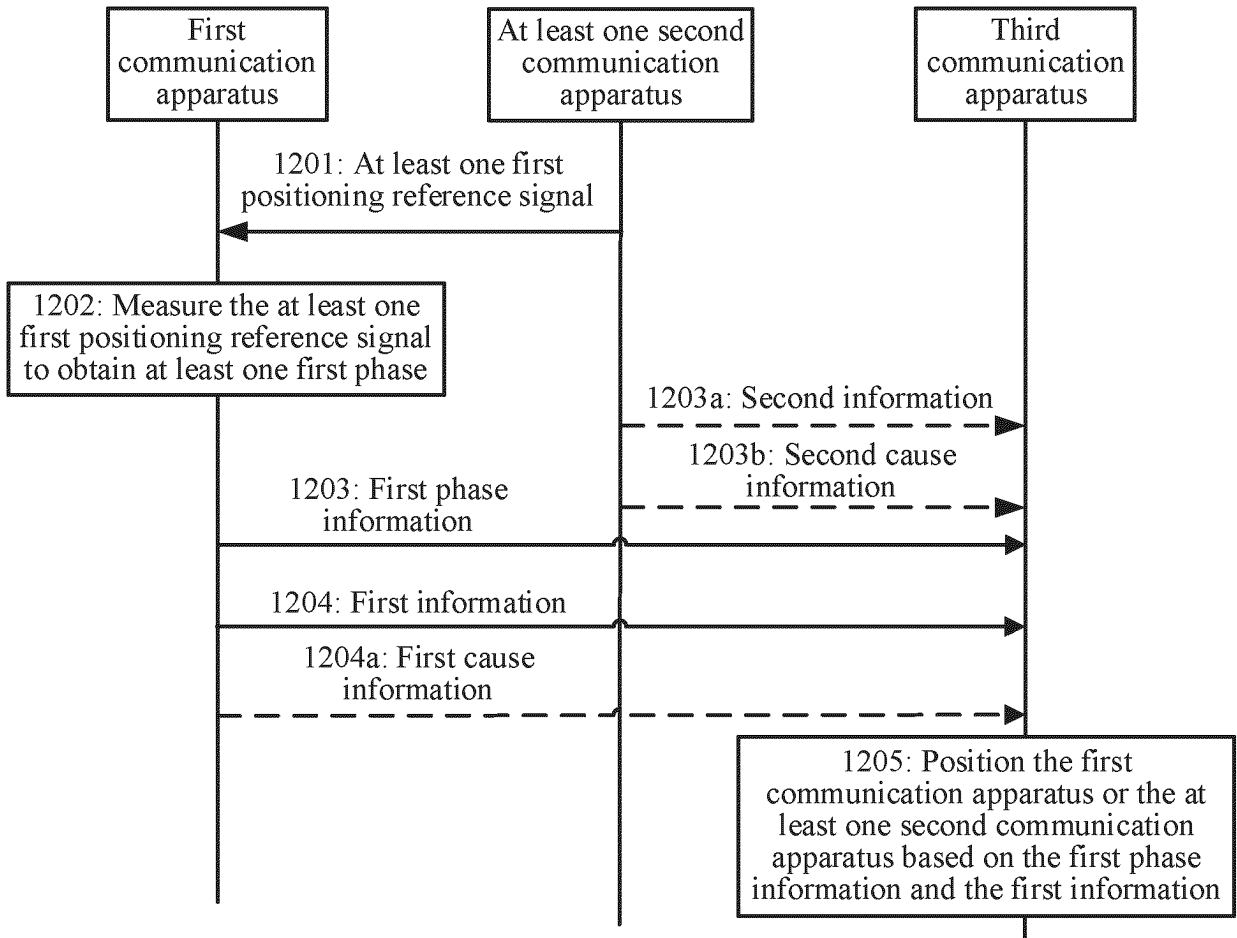 First
communication
apparatus
At least one second
communication
apparatus
Third
communication
apparatus
1201: At least one first
positioning reference signal
1202: Measure the at least one
first positioning reference signal
to obtain at least one first phase
1203a: Second information
1203b: Second cause
information
1203: First phase
information
1204: First information
1204a: First cause
information
1205: Position the first
communication apparatus or the at
least one second communication
apparatus based on the first phase
information and the first information